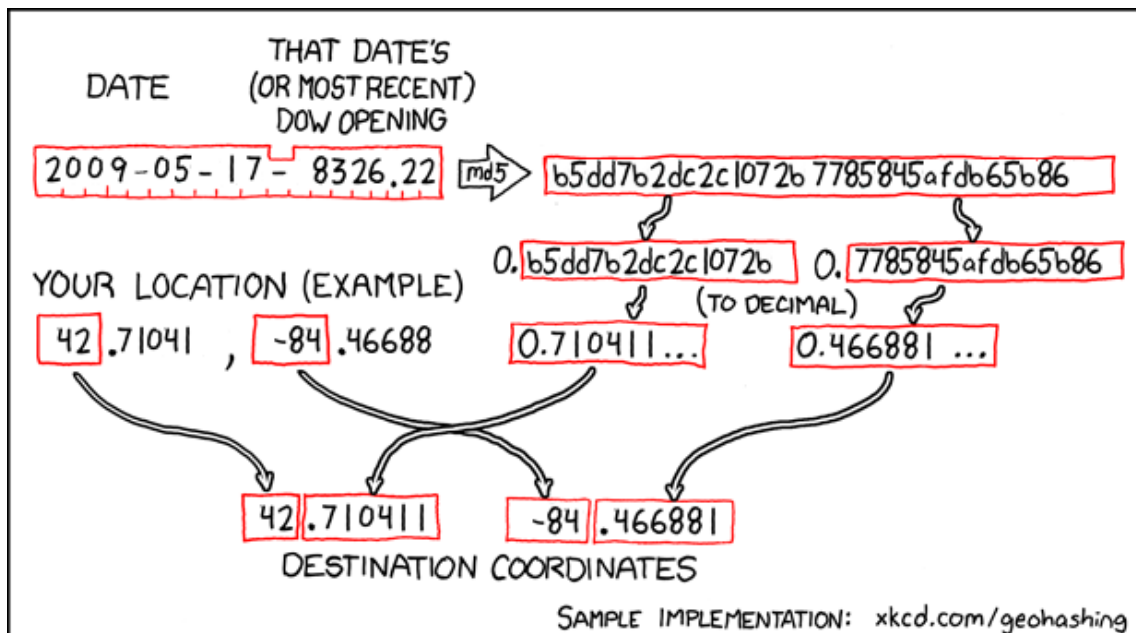 DATE
THAT DATE'S
(OR MOST RECENT)
DOW OPENING
2009-05-17-8326.22
md5
b5dd7b2dc2c1072b7785845afdb65b86
0.b5dd7b2dc2c1072b
0.7785845afdb65b86
(TO DECIMAL)
YOUR LOCATION (EXAMPLE)
42.71041, -84.46688
0.710411...
0.466881...
42.710411
-84.466881
DESTINATION COORDINATES
SAMPLE IMPLEMENTATION: xkcd.com/geohashing